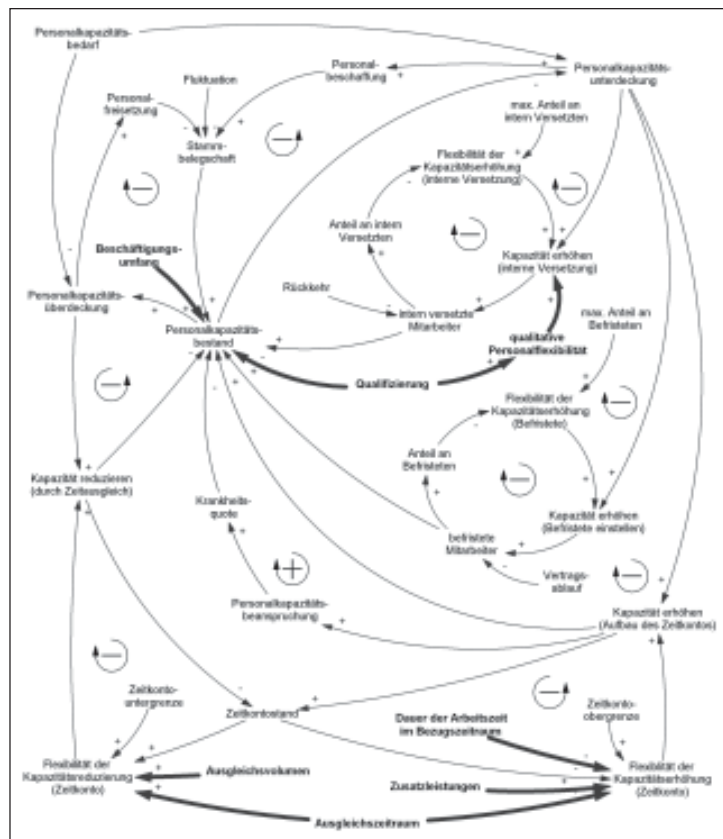 Personalkapazitäts-
bedarf
Fluktuation
Personal-
beschaffung
Personalkapazitäts-
unterdeckung
Personal-
freisetzung
Stamm-
belegschaft
max. Anteil an
intern Versetzten
Flexibilität der
Kapazitätserhöhung
(interne Versetzung)
Anteil an intern
Versetzten
Kapazität erhöhen
(interne Versetzung)
Beschäftigungs-
umfang
Rückkehr
Personalkapazitäts-
überdeckung
Personalkapazitäts-
bestand
intern versetzte
Mitarbeiter
qualitative
Personalflexibilität
max. Anteil an
Befristeten
Qualifizierung
Flexibilität der
Kapazitätserhöhung
(Befristete)
Anteil an
Befristeten
Kapazität reduzieren
(durch Zeitausgleich)
Krankheits-
quote
Kapazität erhöhen
(Befristete einstellen)
befristete
Mitarbeiter
Vertrags-
ablauf
Personalkapazitäts-
beanspruchung
Kapazität erhöhen
(Aufbau des Zeitkontos)
Zeitkonto-
untergrenze
Zeitkontostand
Dauer der Arbeitszeit
im Bezugszeitraum
Zeitkonto-
obergrenze
Flexibilität der
Kapazitätsreduzierung
(Zeitkonto)
Ausgleichsvolumen
Zusatzleistungen
Flexibilität der
Kapazitätserhöhung
(Zeitkonto)
Ausgleichszeitraum